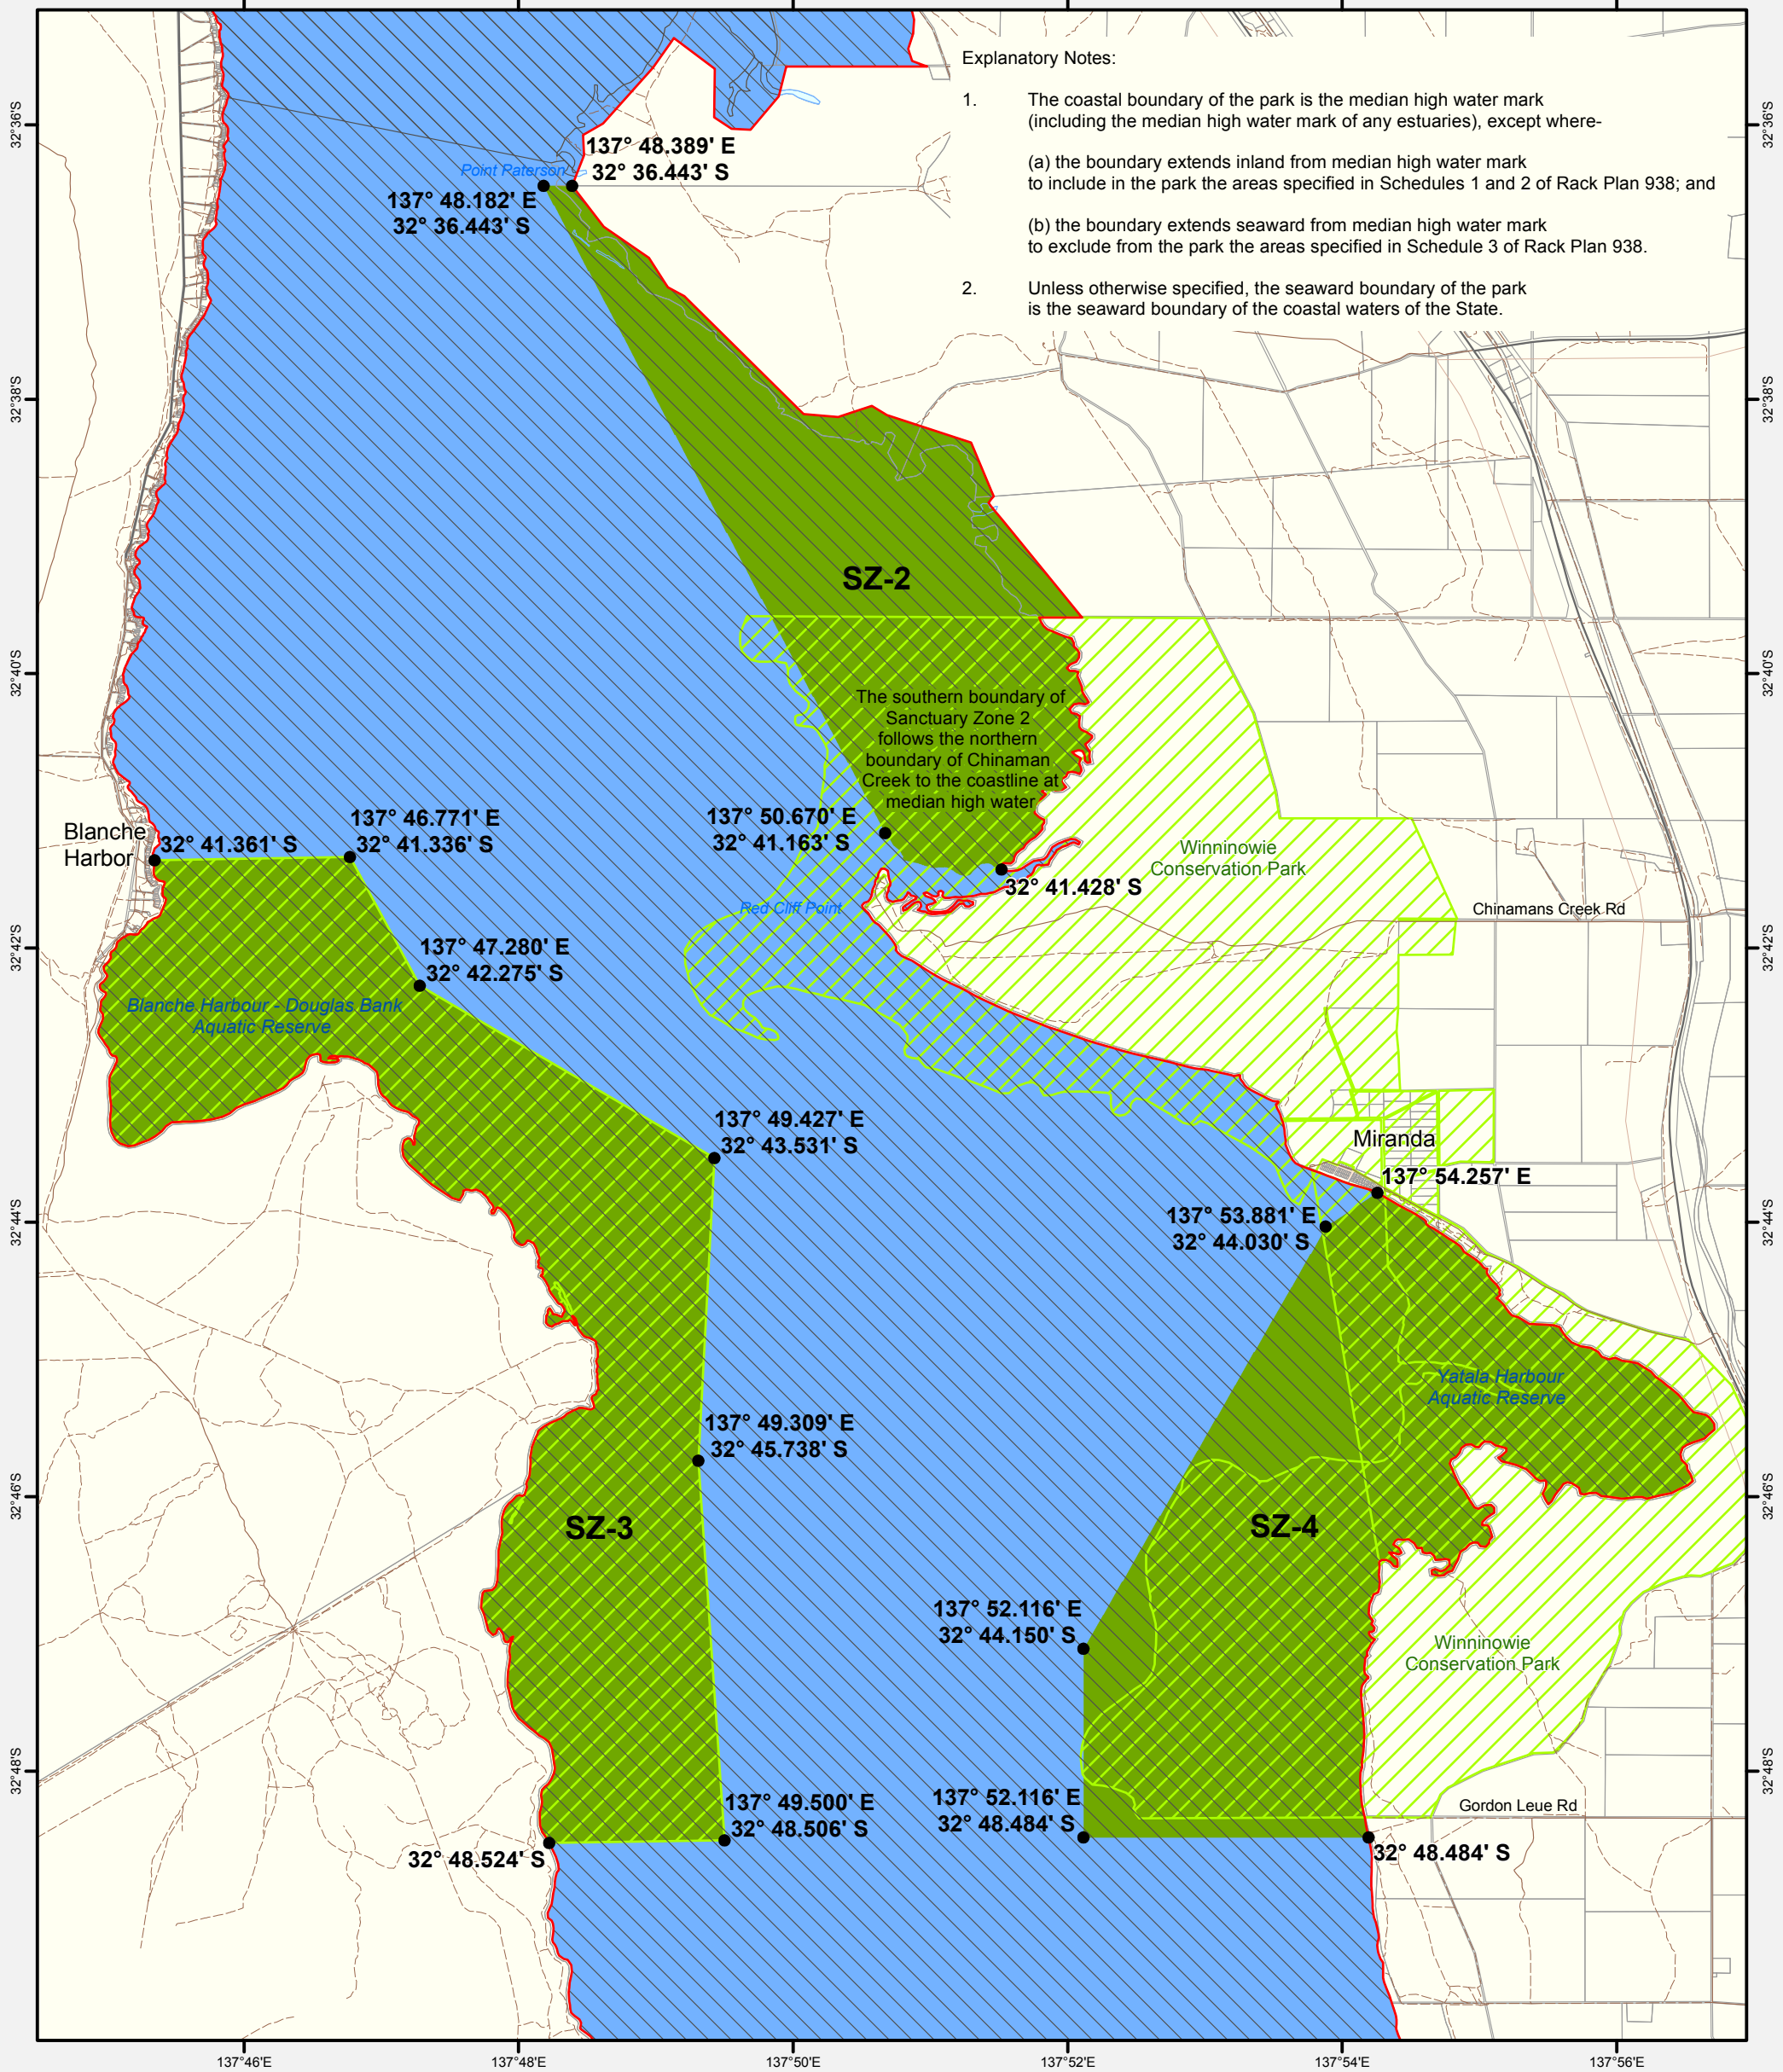 Explanatory Notes:
1. The coastal boundary of the park is the median high water mark
(including the median high water mark of any estuaries), except where-
(a) the boundary extends inland from median high water mark
to include in the park the areas specified in Schedules 1 and 2 of Rack Plan 938; and
(b) the boundary extends seaward from median high water mark
to exclude from the park the areas specified in Schedule 3 of Rack Plan 938.
2. Unless otherwise specified, the seaward boundary of the park
is the seaward boundary of the coastal waters of the State.
32°36'S
32°36'S
137° 48.389' E
32° 36.443' S
Point Paterson
137° 48.182' E
32° 36.443' S
32°38'S
32°38'S
SZ-2
32°40'S
32°40'S
The southern boundary of
Sanctuary Zone 2
follows the northern
boundary of Chinaman
Creek to the coastline at
median high water
Blanche
Harbor
32° 41.361' S
137° 46.771' E
32° 41.336' S
137° 50.670' E
32° 41.163' S
32° 41.428' S
Winninowie
Conservation Park
Red Cliff Point
Chinamans Creek Rd
32°42'S
32°42'S
137° 47.280' E
32° 42.275' S
Blanche Harbour - Douglas Bank
Aquatic Reserve
137° 49.427' E
32° 43.531' S
Miranda
137° 54.257' E
137° 53.881' E
32° 44.030' S
32°44'S
32°44'S
Yatala Harbour
Aquatic Reserve
137° 49.309' E
32° 45.738' S
32°46'S
32°46'S
SZ-3
SZ-4
137° 52.116' E
32° 44.150' S
Winninowie
Conservation Park
32°48'S
32°48'S
137° 49.500' E
32° 48.506' S
137° 52.116' E
32° 48.484' S
Gordon Leue Rd
32° 48.524' S
32° 48.484' S
137°46'E
137°48'E
137°50'E
137°52'E
137°54'E
137°56'E